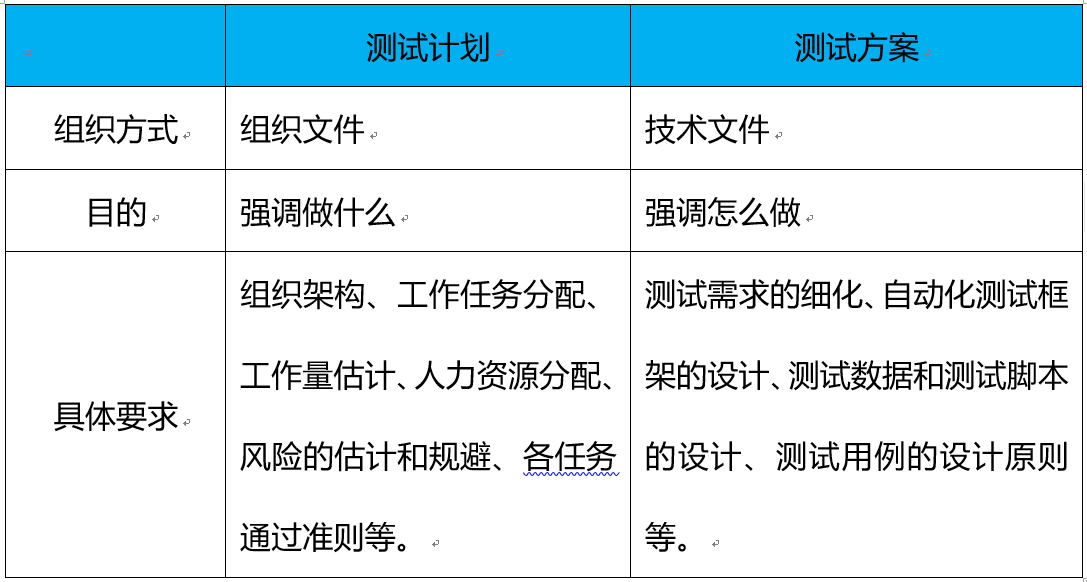 测试计划
测试方案
组织方式
组织文件
技术文件
目的
强调做什么
强调怎么做
具体要求
组织架构、工作任务分配、
工作量估计、人力资源分配、
风险的估计和规避、各任务
通过准则等。
测试需求的细化、自动化测试框
架的设计、测试数据和测试脚本
的设计、测试用例的设计原则
等。